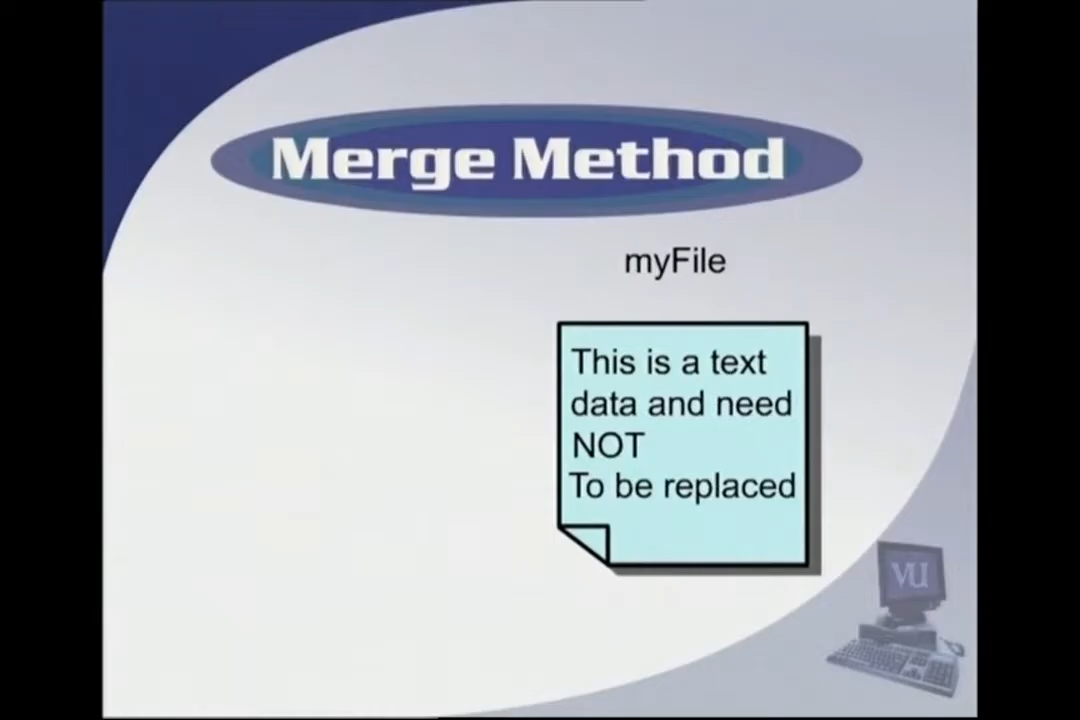 Merge Method
myFile
This is a text
data and need
NOT
To be replaced
VU